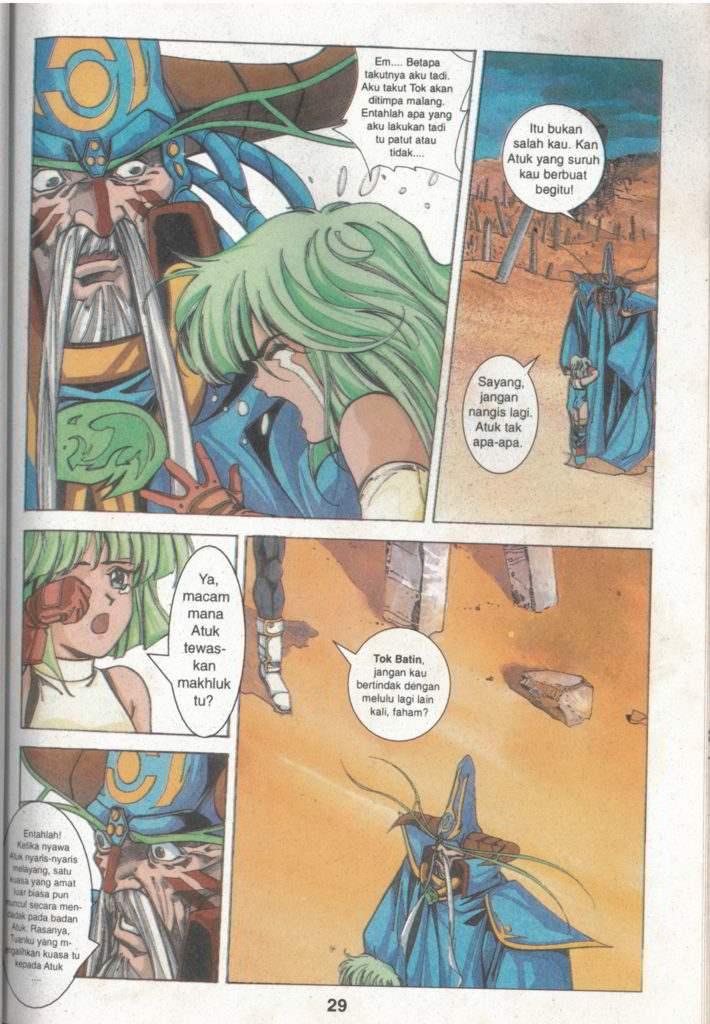 Em.... Betapa
takutnya aku tadi.
Aku takut Tok akan
ditimpa malang.
Entahlah apa yang
aku lakukan tadi
tu patut atau
tidak....
Itu bukan
salah kau. Kan
Atuk yang suruh
kau berbuat
begitu!
Sayang,
jangan
nangis lagi.
Atuk tak
apa-apa.
Ya,
macam
mana
Atuk
tewas-
kan
makhluk
tu?
Tok Batin,
jangan kau
bertindak dengan
melulu lagi lain
kali, faham?
Entahlah!
Ketika nyawa
Atuk nyaris-nyaris
melayang, satu
kuasa yang amat
luar biasa pun
muncul secara men-
dadak pada badan
Atuk. Rasanya,
Tuanku yang m-
engalihkan kuasa tu
kepada Atuk
....
29